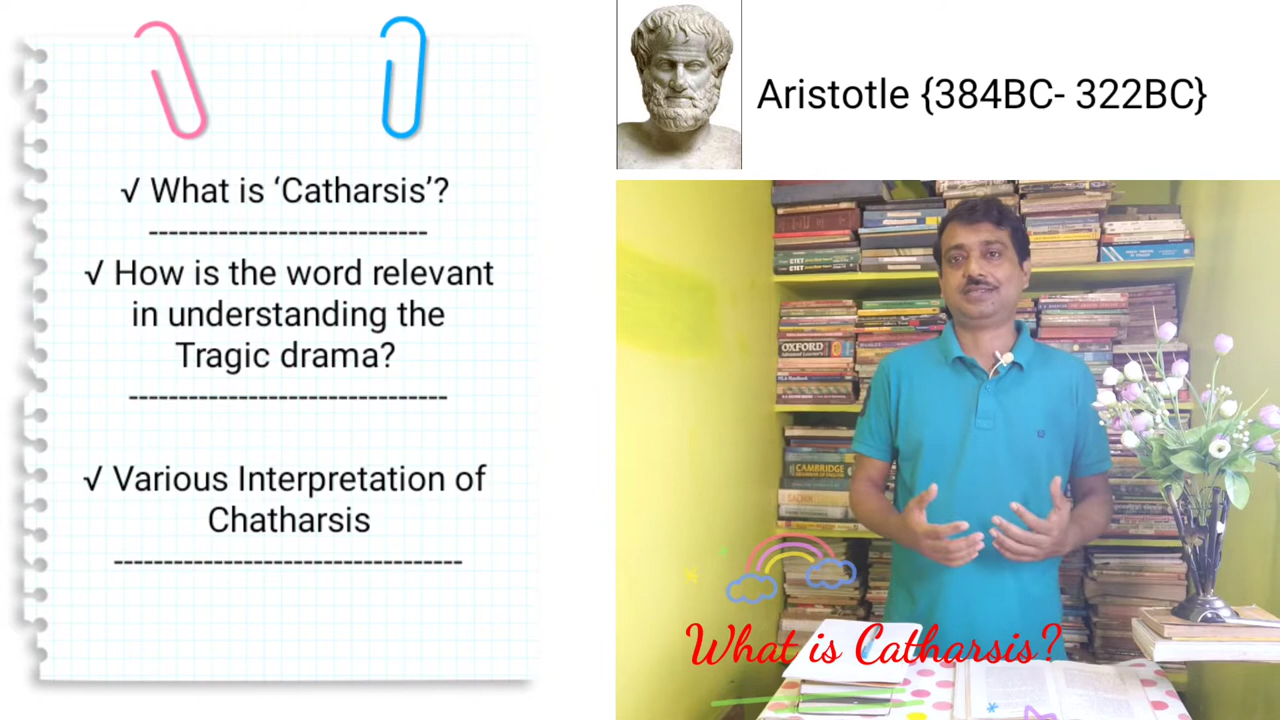 √ What is ‘Catharsis’?
----------------------------
√ How is the word relevant
in understanding the
Tragic drama?
--------------------------------
√ Various Interpretation of
Chatharsis
-----------------------------------
Aristotle {384BC- 322BC}
OXFORD
CAMBRIDGE
What is Catharsis?